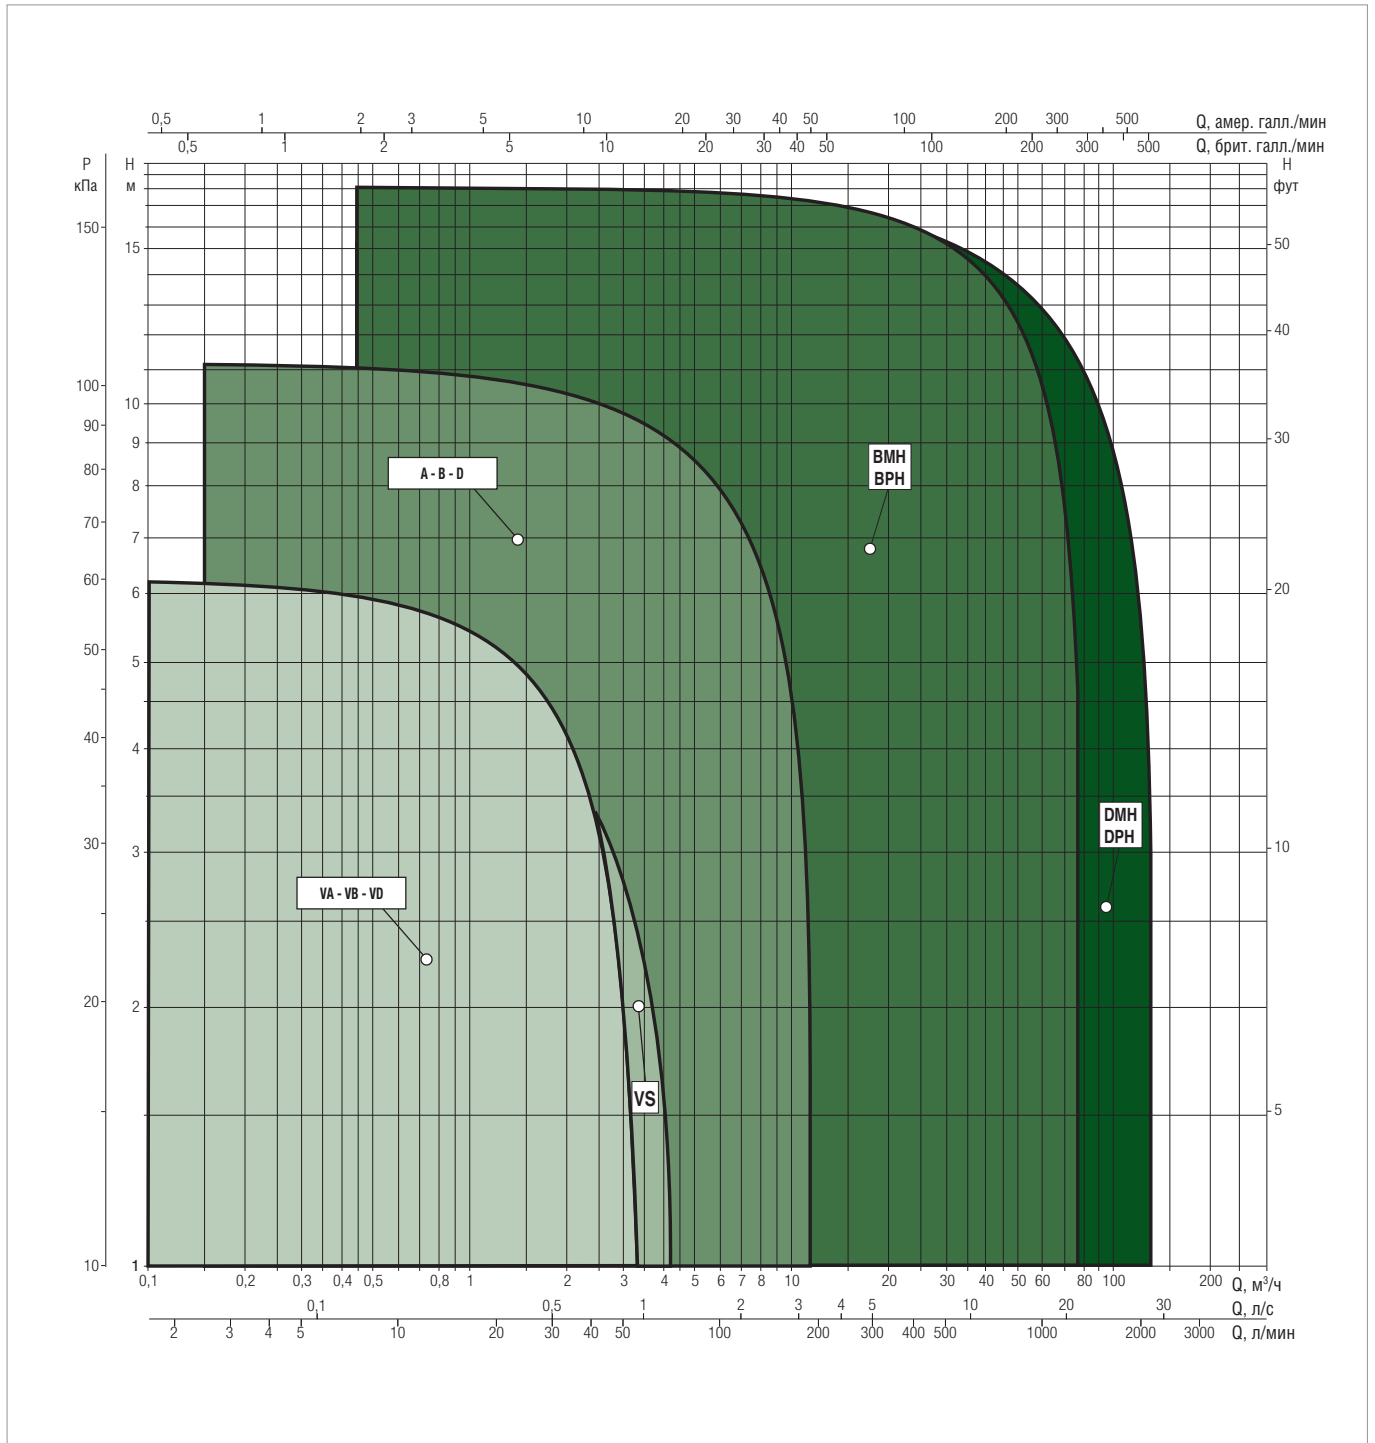 0,5 1 2 3 5 10 20 30 40 50 100 200 300 500 Q, амер. галл./мин
0,5 1 2 5 10 20 30 40 50 100 200 300 500 Q, брит. галл./мин
P H H
кПа м фут
150
15 50
40
100
10
90 30
9
80
8
A - B - D
BMH
BPH
70
7
60 20
6
50
5
40
4
DMH
DPH
30
3 10
VA - VB - VD
20
2
VS
5
10 1
0,1 0,2 0,3 0,4 0,5 0,8 1 2 3 4 5 6 7 8 10 20 30 40 50 60 80 100 200 Q, м³/ч
0,1 0,5 1 2 3 4 5 10 20 30 Q, л/с
2 3 4 5 10 20 30 40 50 100 200 300 400 500 1000 2000 3000 Q, л/мин